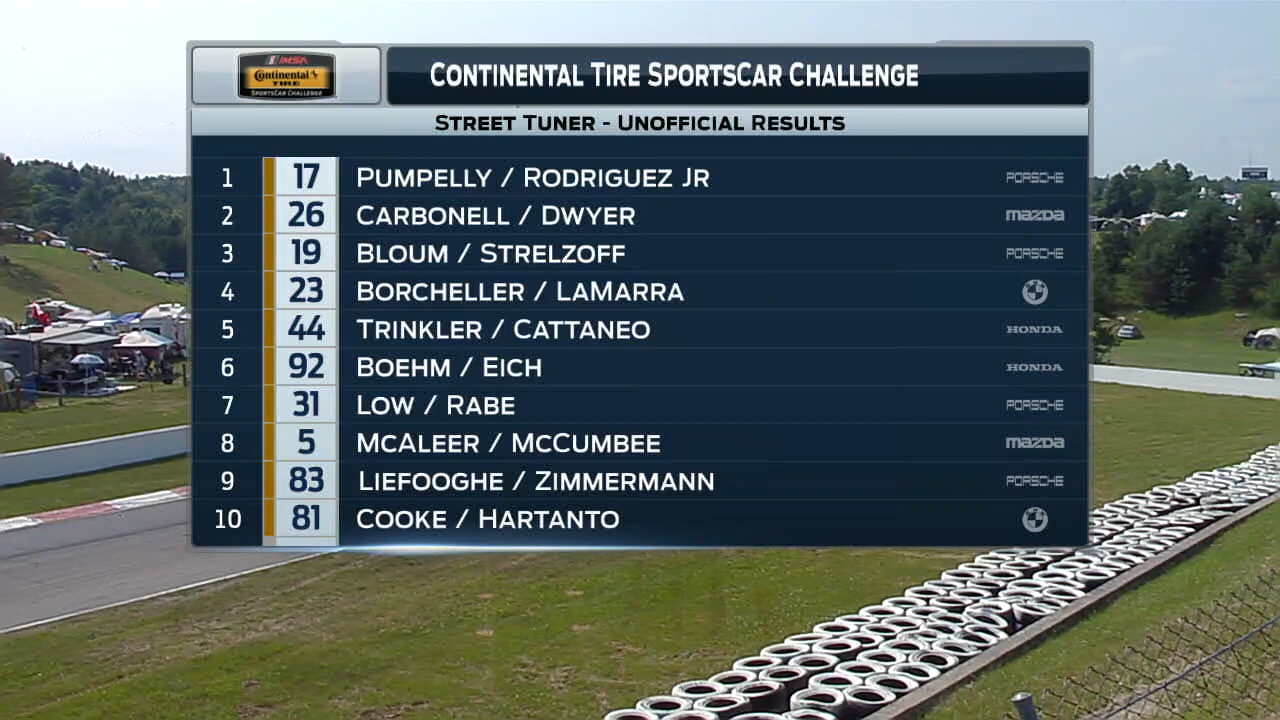 IMSA
Continental
TIRE
SPORTSCAR CHALLENGE
CONTINENTAL TIRE SPORTSCAR CHALLENGE
STREET TUNER - UNOFFICIAL RESULTS
1 17 PUMPELLY / RODRIGUEZ JR PORSCHE
2 26 CARBONELL / DWYER mazda
3 19 BLOUM / STRELZOFF PORSCHE
4 23 BORCHELLER / LAMARRA
5 44 TRINKLER / CATTANEO HONDA
6 92 BOEHM / EICH HONDA
7 31 LOW / RABE PORSCHE
8 5 MCALEER / MCCUMBEE mazda
9 83 LIEFOOGHE / ZIMMERMANN PORSCHE
10 81 COOKE / HARTANTO